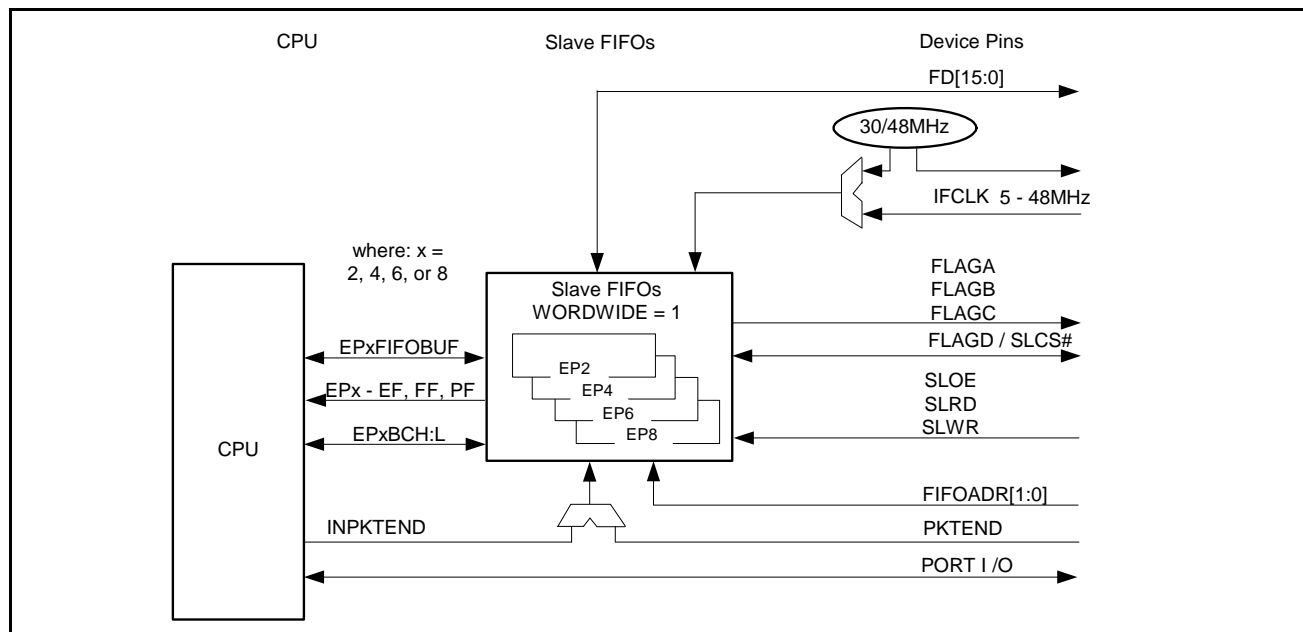 CPU
Slave FIFOs
Device Pins
FD[15:0]
30/48MHz
IFCLK 5 - 48MHz
where: x =
2, 4, 6, or 8
Slave FIFOs
WORDWIDE = 1
EP2
EP4
EP6
EP8
FLAGA
FLAGB
FLAGC
FLAGD / SLCS#
EPxFIFOBUF
EPx - EF, FF, PF
EPxBCH:L
CPU
SLOE
SLRD
SLWR
FIFOADR[1:0]
INPKTEND
PKTEND
PORT I /O